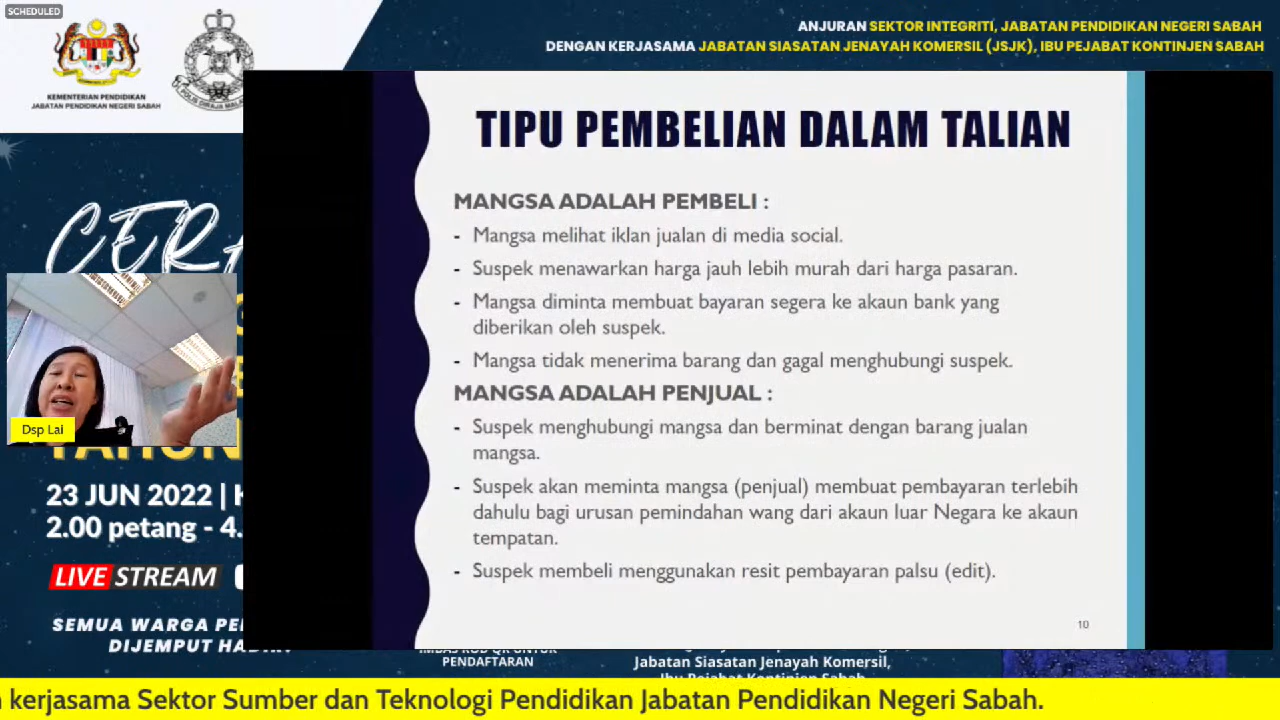 SCHEDULED
KEMENTERIAN PENDIDIKAN
JABATAN PENDIDIKAN NEGERI SABAH
ANJURAN SEKTOR INTEGRITI, JABATAN PENDIDIKAN NEGERI SABAH
DENGAN KERJASAMA JABATAN SIASATAN JENAYAH KOMERSIL (JSJK), IBU PEJABAT KONTINJEN SABAH
TIPU PEMBELIAN DALAM TALIAN
MANGSA ADALAH PEMBELI :
- Mangsa melihat iklan jualan di media social.
- Suspek menawarkan harga jauh lebih murah dari harga pasaran.
- Mangsa diminta membuat bayaran segera ke akaun bank yang
diberikan oleh suspek.
- Mangsa tidak menerima barang dan gagal menghubungi suspek.
MANGSA ADALAH PENJUAL :
- Suspek menghubungi mangsa dan berminat dengan barang jualan
mangsa.
- Suspek akan meminta mangsa (penjual) membuat pembayaran terlebih
dahulu bagi urusan pemindahan wang dari akaun luar Negara ke akaun
tempatan.
- Suspek membeli menggunakan resit pembayaran palsu (edit).
10
CERA
Dsp Lai
TAHUN
23 JUN 2022 |
2.00 petang - 4.
LIVE STREAM
SEMUA WARGA PE
DIJEMPUT HA
PENDAFTARAN
Jabatan Siasatan Jenayah Komersil,
kerjasama Sektor Sumber dan Teknologi Pendidikan Jabatan Pendidikan Negeri Sabah.